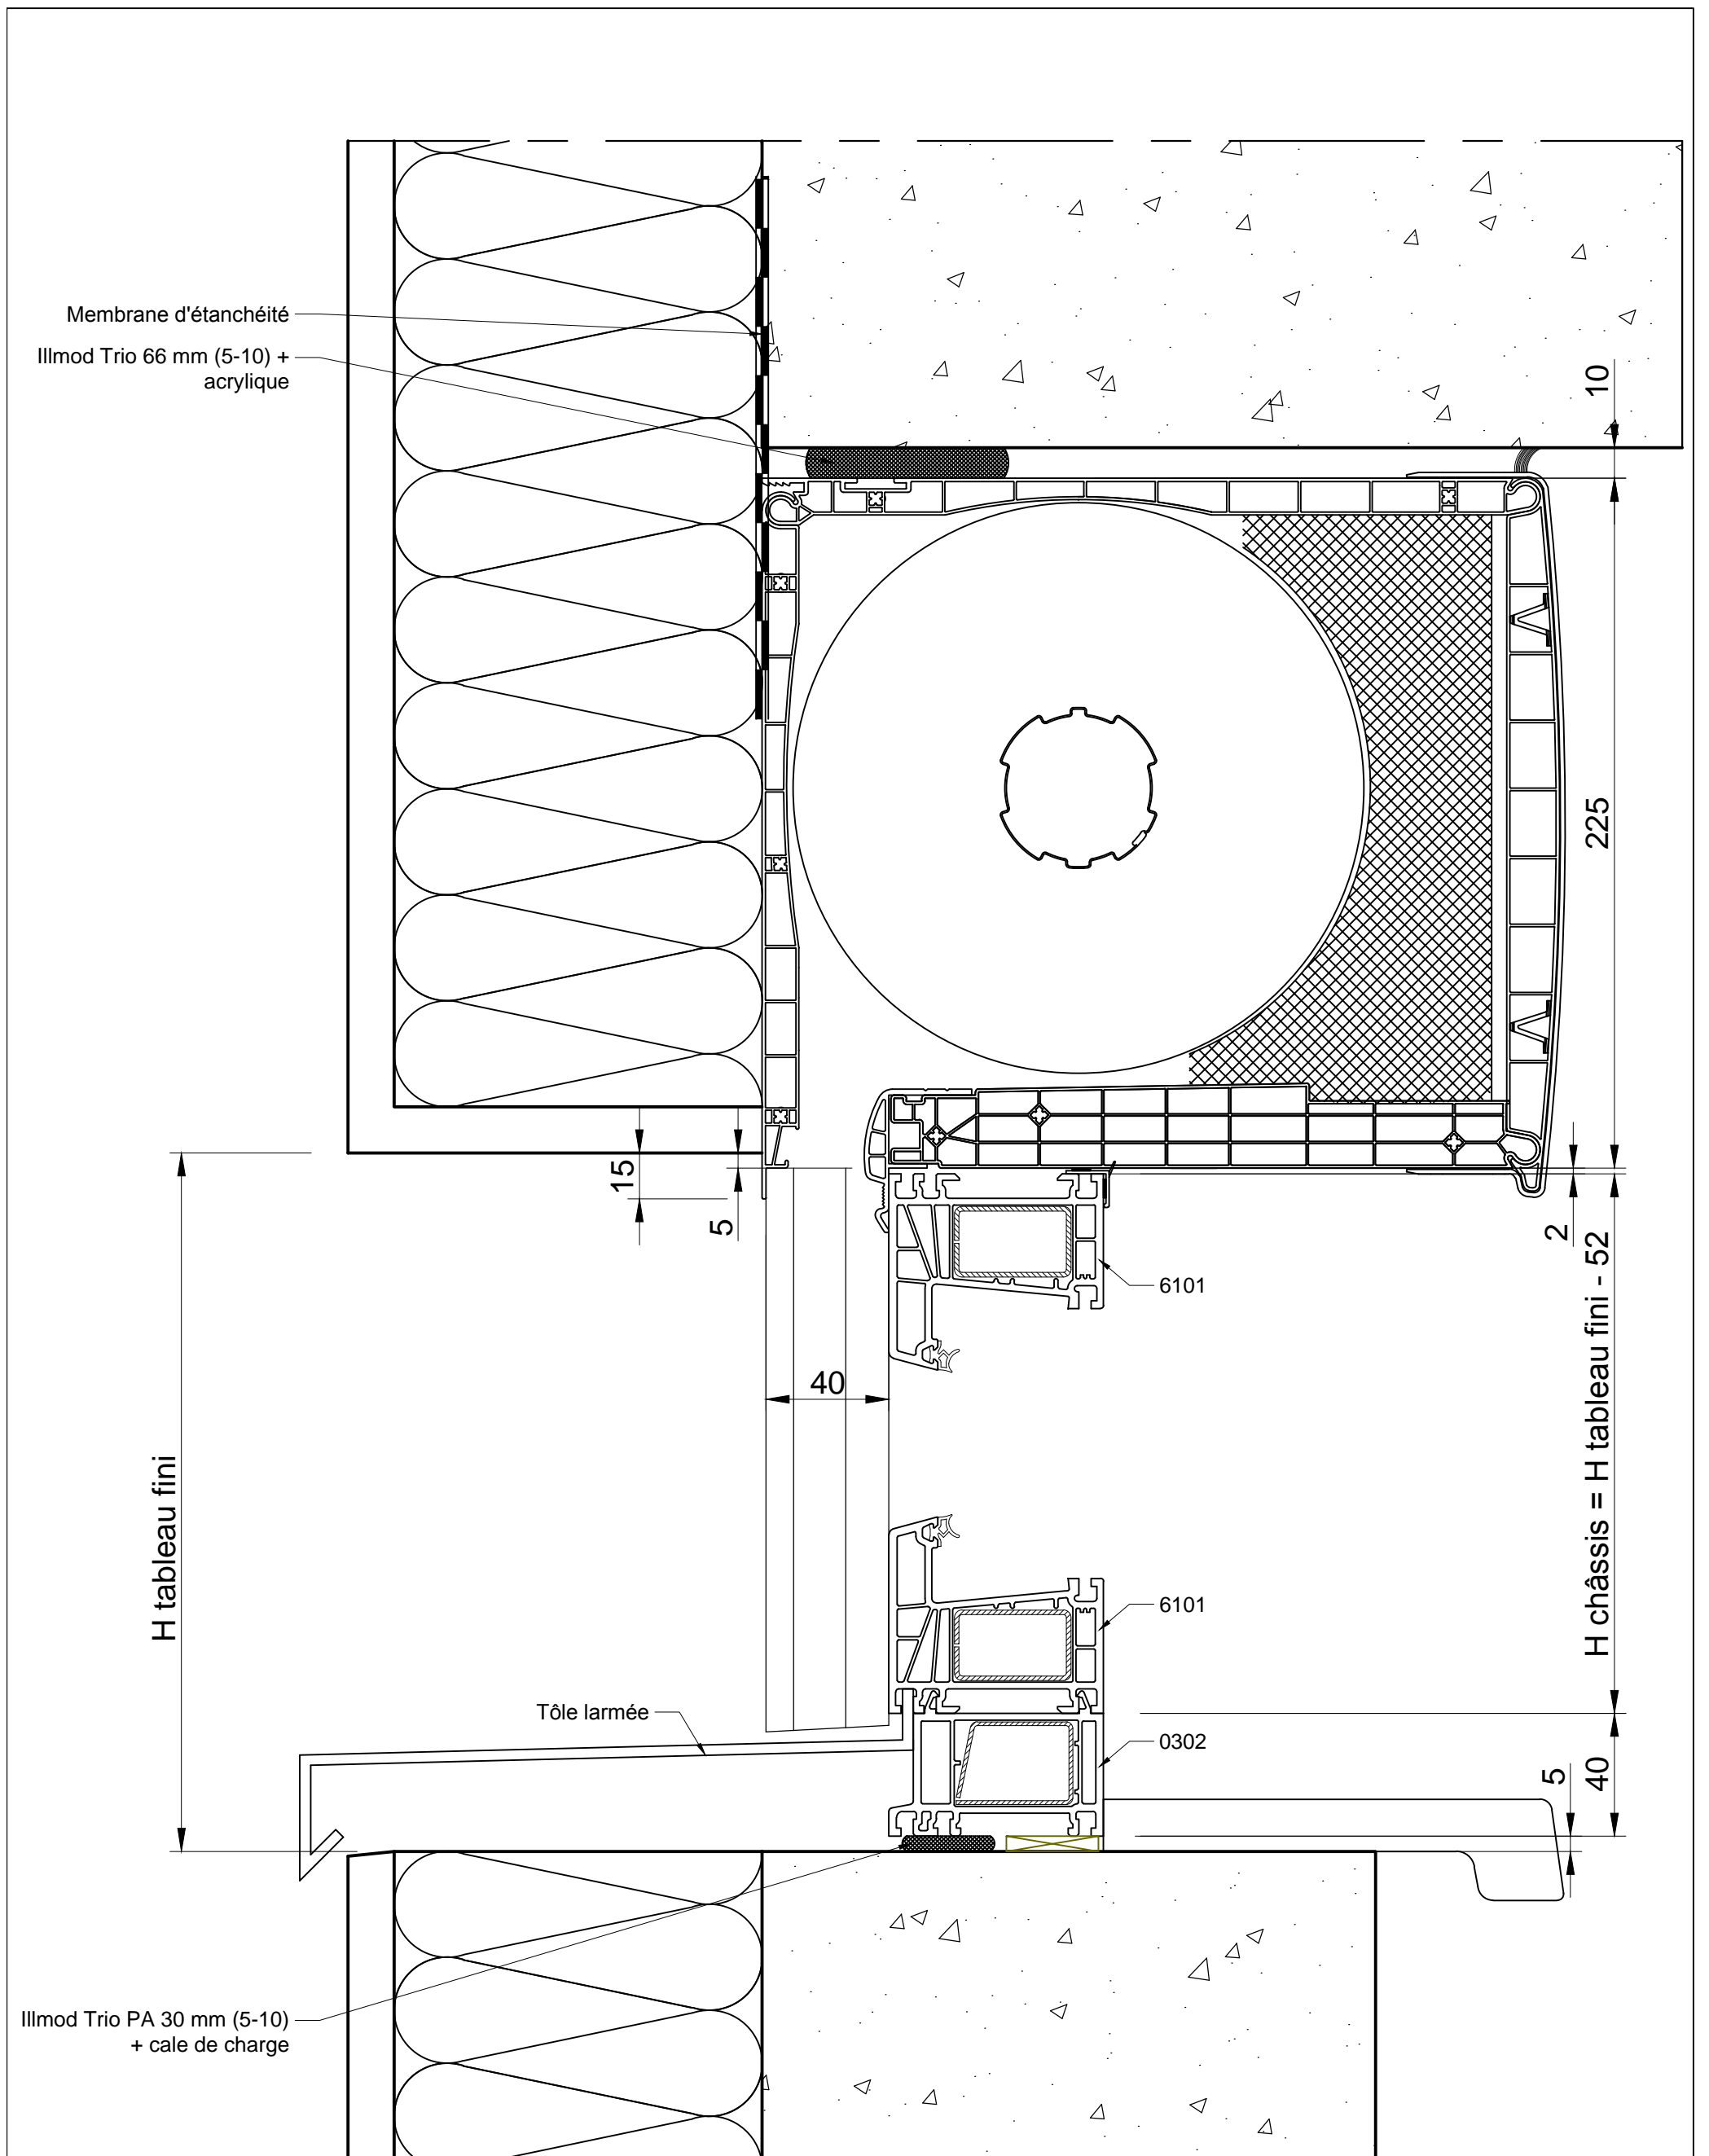 Membrane d'étanchéité
Illmod Trio 66 mm (5-10) +
acrylique
10
225
15
5
2
6101
40
H tableau fini
H châssis = H tableau fini - 52
6101
Tôle larmée
0302
5
40
Illmod Trio PA 30 mm (5-10)
+ cale de charge